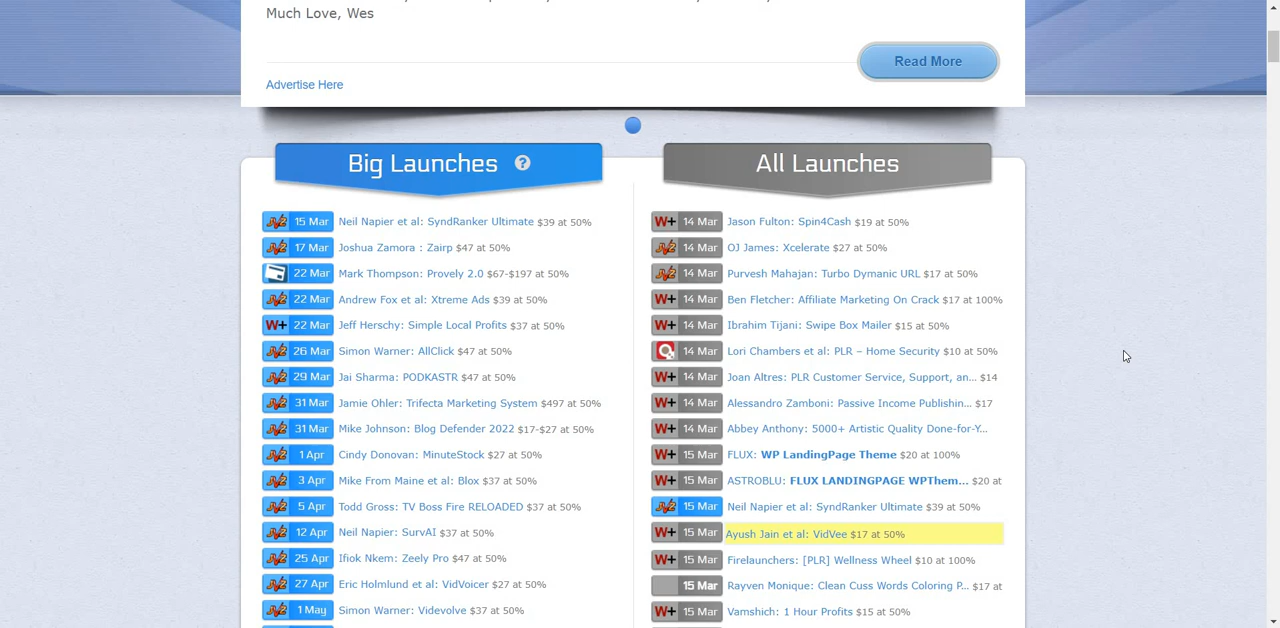 Much Love, Wes
Read More
Advertise Here
Big Launches ?
15 Mar Neil Napier et al: SyndRanker Ultimate $39 at 50%
17 Mar Joshua Zamora : Zairp $47 at 50%
22 Mar Mark Thompson: Provely 2.0 $67-$197 at 50%
22 Mar Andrew Fox et al: Xtreme Ads $39 at 50%
W+ 22 Mar Jeff Herschy: Simple Local Profits $37 at 50%
26 Mar Simon Warner: AllClick $47 at 50%
29 Mar Jai Sharma: PODKASTR $47 at 50%
31 Mar Jamie Ohler: Trifecta Marketing System $497 at 50%
31 Mar Mike Johnson: Blog Defender 2022 $17-$27 at 50%
1 Apr Cindy Donovan: MinuteStock $27 at 50%
3 Apr Mike From Maine et al: Blox $37 at 50%
5 Apr Todd Gross: TV Boss Fire RELOADED $37 at 50%
12 Apr Neil Napier: SurvAI $37 at 50%
25 Apr Ifiok Nkem: Zeely Pro $47 at 50%
27 Apr Eric Holmlund et al: VidVoicer $27 at 50%
1 May Simon Warner: Videvolve $37 at 50%
All Launches
W+ 14 Mar Jason Fulton: Spin4Cash $19 at 50%
14 Mar OJ James: Xcelerate $27 at 50%
14 Mar Purvesh Mahajan: Turbo Dymanic URL $17 at 50%
W+ 14 Mar Ben Fletcher: Affiliate Marketing On Crack $17 at 100%
W+ 14 Mar Ibrahim Tijani: Swipe Box Mailer $15 at 50%
14 Mar Lori Chambers et al: PLR – Home Security $10 at 50%
W+ 14 Mar Joan Altres: PLR Customer Service, Support, an... $14
W+ 14 Mar Alessandro Zamboni: Passive Income Publishin... $17
W+ 14 Mar Abbey Anthony: 5000+ Artistic Quality Done-for-Y...
W+ 15 Mar FLUX: WP LandingPage Theme $20 at 100%
W+ 15 Mar ASTROBLU: FLUX LANDINGPAGE WPThem... $20 at
15 Mar Neil Napier et al: SyndRanker Ultimate $39 at 50%
W+ 15 Mar Ayush Jain et al: VidVee $17 at 50%
W+ 15 Mar Firelaunchers: [PLR] Wellness Wheel $10 at 100%
15 Mar Rayven Monique: Clean Cuss Words Coloring P... $17 at
W+ 15 Mar Vamshich: 1 Hour Profits $15 at 50%